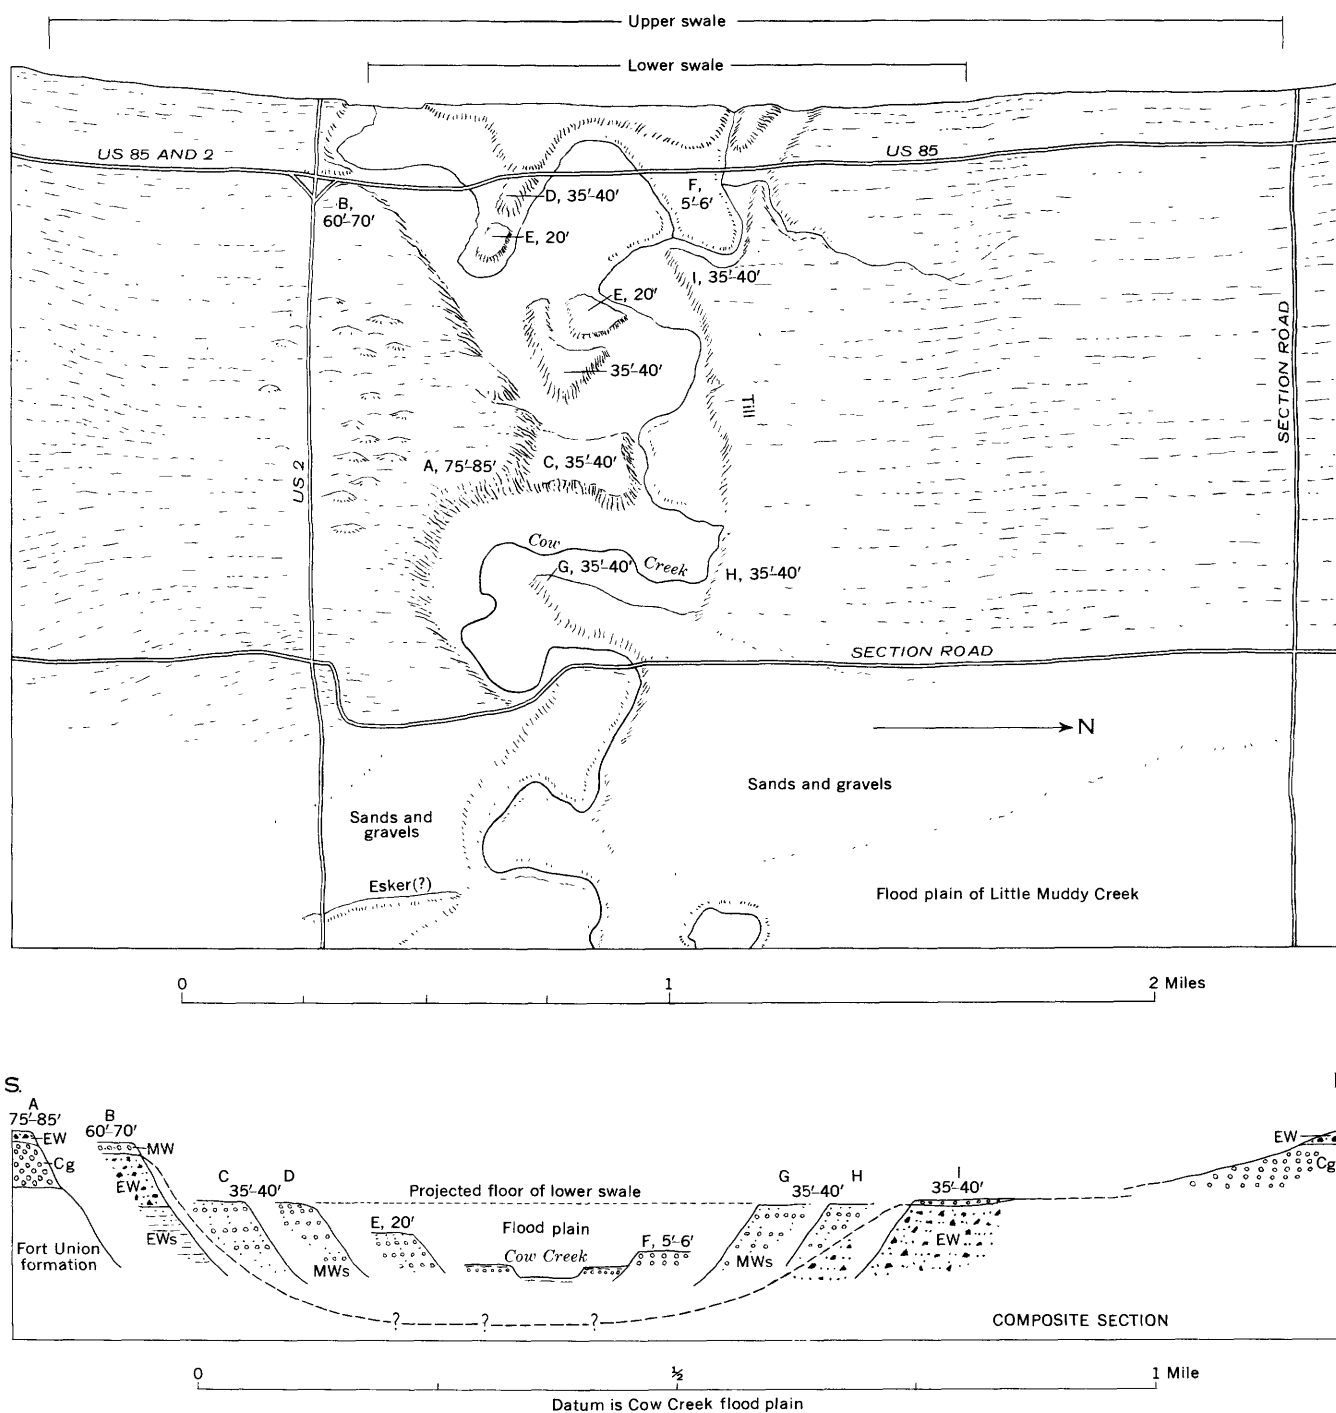 Upper swale
Lower swale
US 85 AND 2
US 85
B,
60'-70'
D, 35'-40'
F,
5'-6'
E, 20'
I, 35'-40'
E, 20'
35'-40'
Till
SECTION ROAD
US 2
A, 75'-85'
C, 35'-40'
Cow
Creek
G, 35'-40'
H, 35'-40'
SECTION ROAD
N
Sands and gravels
Sands and
gravels
Esker(?)
Flood plain of Little Muddy Creek
0 1 2 Miles
S.
A
75'-85'
B
60'-70'
EW
MW
Cg
EW
EWs
Fort Union
formation
C D
35'-40'
MWs
E, 20'
Projected floor of lower swale
Flood plain
Cow Creek
F, 5'-6'
G H
35'-40'
MWs
I
35'-40'
EW
EW
Cg
? ? ?
COMPOSITE SECTION
0 ½ 1 Mile
Datum is Cow Creek flood plain